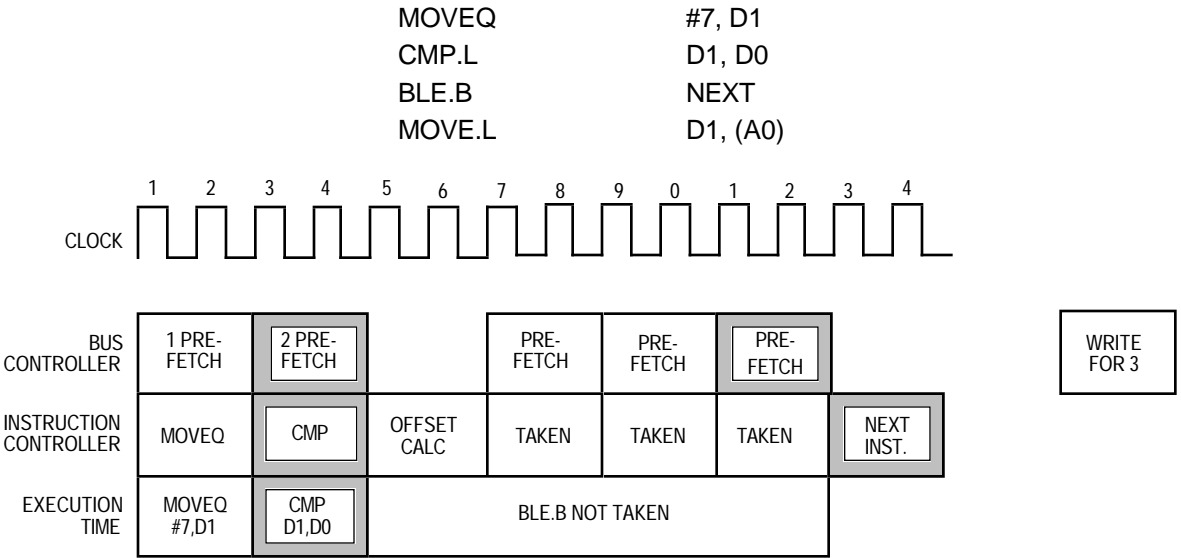 MOVEQ #7, D1
CMP.L D1, D0
BLE.B NEXT
MOVE.L D1, (A0)
1 2 3 4 5 6 7 8 9 0 1 2 3 4
CLOCK
BUS
CONTROLLER
1 PRE-
FETCH
2 PRE-
FETCH
PRE-
FETCH
PRE-
FETCH
PRE-
FETCH
WRITE
FOR 3
INSTRUCTION
CONTROLLER
MOVEQ
CMP
OFFSET
CALC
TAKEN
TAKEN
TAKEN
NEXT
INST.
EXECUTION
TIME
MOVEQ
#7,D1
CMP
D1,D0
BLE.B NOT TAKEN